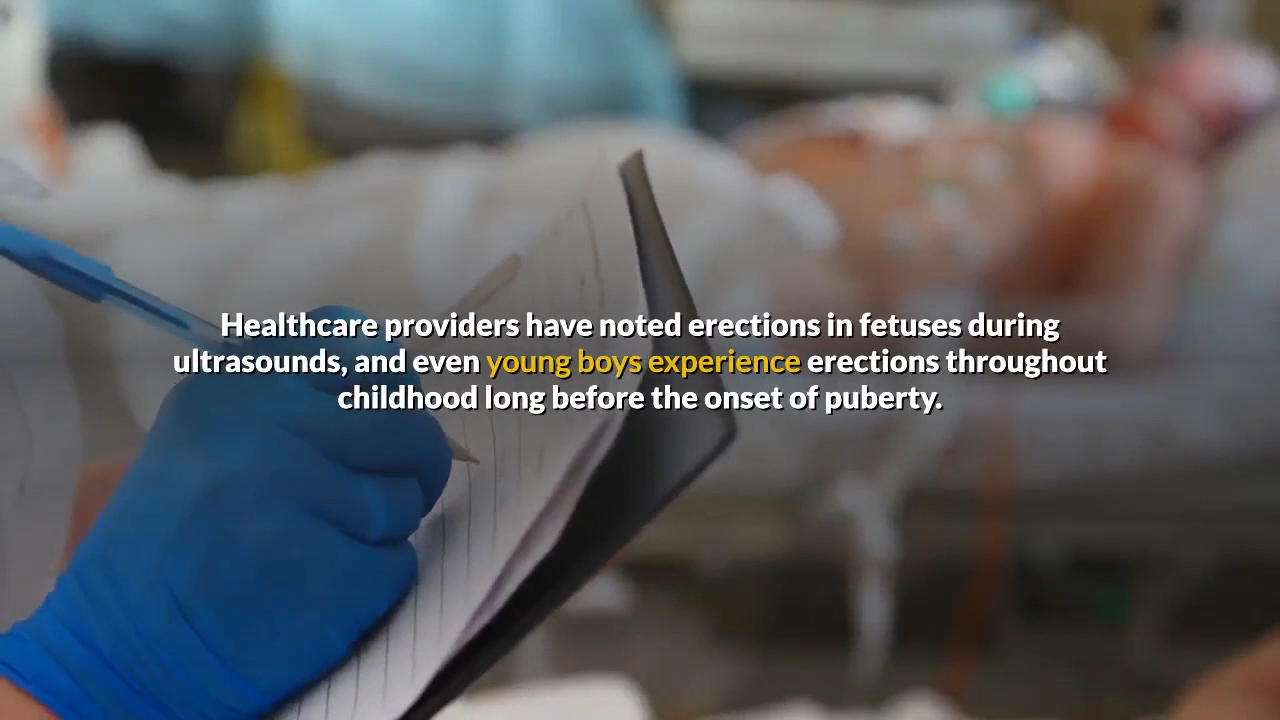 Healthcare providers have noted erections in fetuses during
ultrasounds, and even young boys experience erections throughout
childhood long before the onset of puberty.